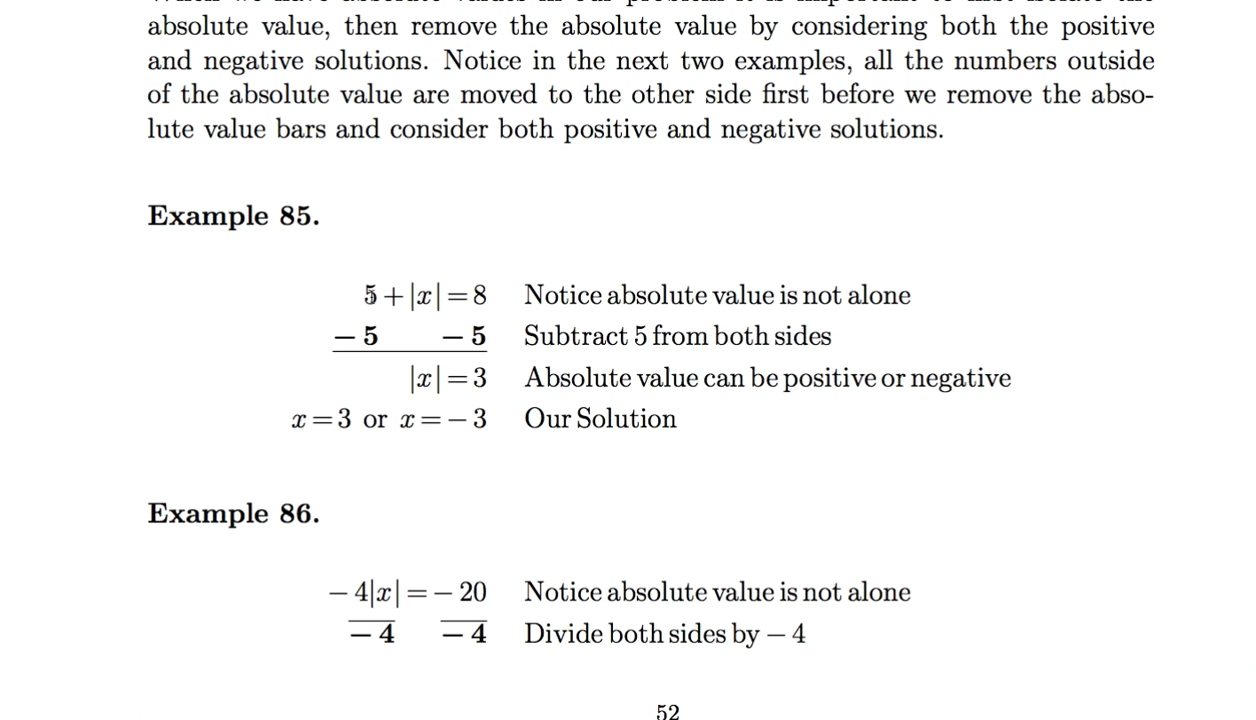 absolute value, then remove the absolute value by considering both the positive
and negative solutions. Notice in the next two examples, all the numbers outside
of the absolute value are moved to the other side first before we remove the abso-
lute value bars and consider both positive and negative solutions.
Example 85.
5 + |x| = 8 Notice absolute value is not alone
− 5 − 5 Subtract 5 from both sides
|x| = 3 Absolute value can be positive or negative
x = 3 or x = − 3 Our Solution
Example 86.
− 4|x| = − 20 Notice absolute value is not alone
− 4 − 4 Divide both sides by − 4
52